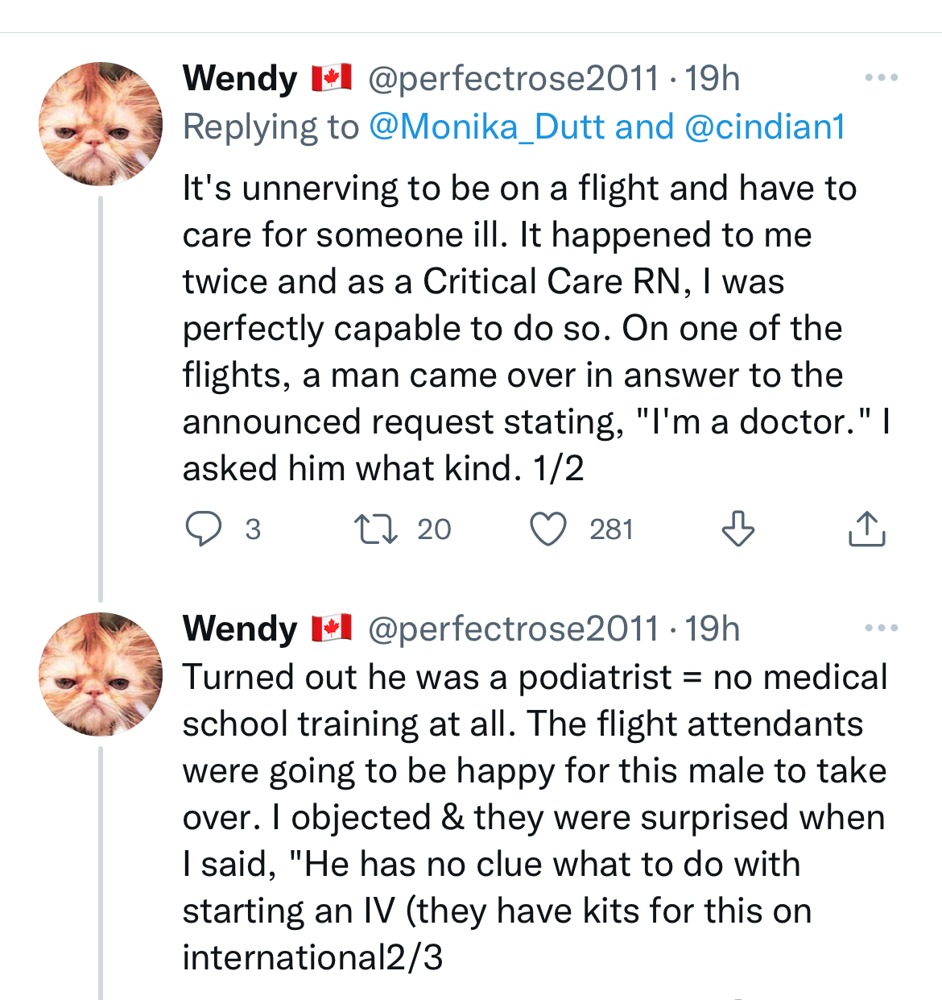 Wendy 🇨🇦 @perfectrose2011 · 19h
Replying to @Monika_Dutt and @cindian1
It's unnerving to be on a flight and have to
care for someone ill. It happened to me
twice and as a Critical Care RN, I was
perfectly capable to do so. On one of the
flights, a man came over in answer to the
announced request stating, "I'm a doctor." I
asked him what kind. 1/2
3 20 281
Wendy 🇨🇦 @perfectrose2011 · 19h
Turned out he was a podiatrist = no medical
school training at all. The flight attendants
were going to be happy for this male to take
over. I objected & they were surprised when
I said, "He has no clue what to do with
starting an IV (they have kits for this on
international2/3